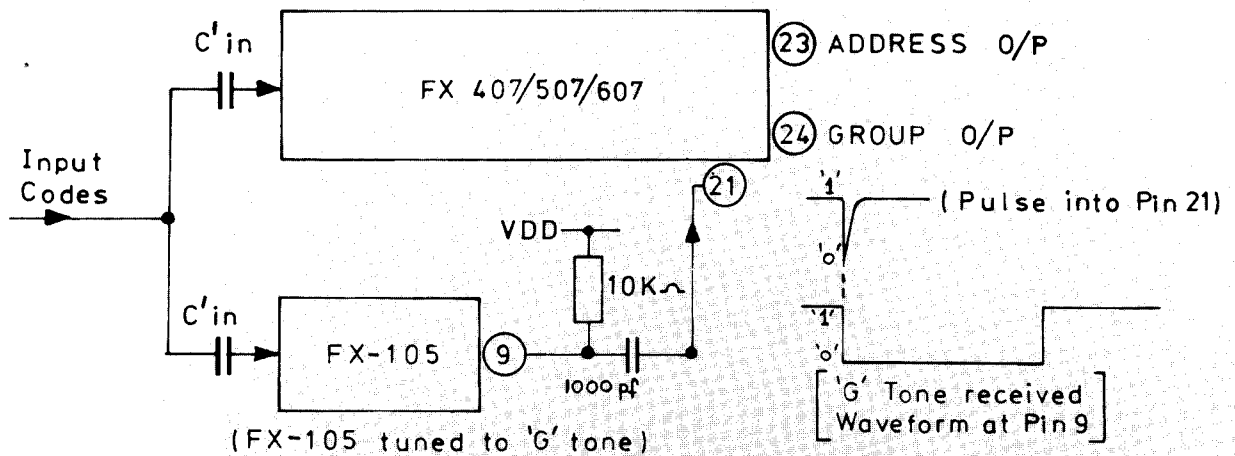 C'in
FX 407/507/607
23 ADDRESS O/P
24 GROUP O/P
Input
Codes
21
'1'
(Pulse into Pin 21)
'0'
VDD
10K
C'in
FX-105
9
1000 pf
'1'
'0'
'G' Tone received
Waveform at Pin 9
(FX-105 tuned to 'G' tone)